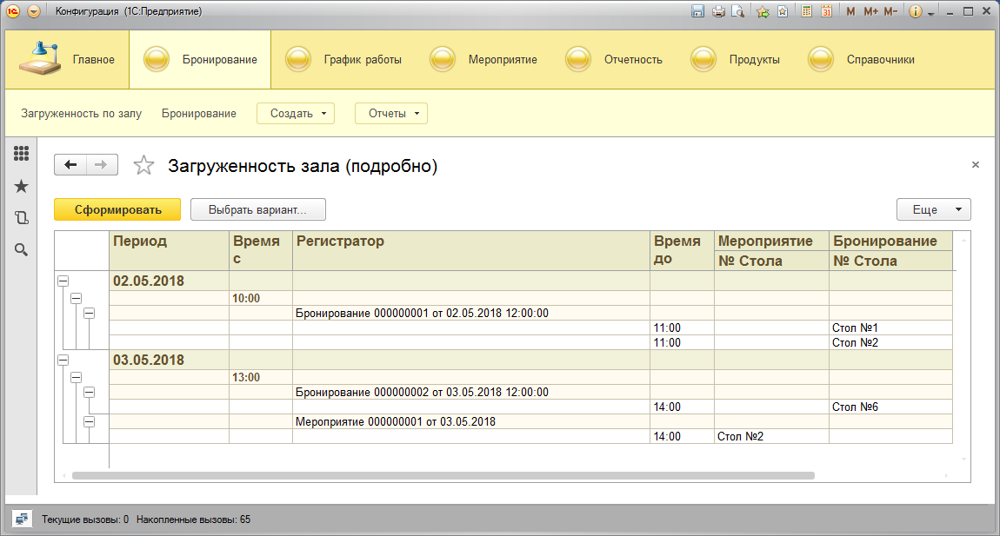 1С Конфигурация (1С:Предприятие) 31 M M+ M- i
Главное Бронирование График работы Мероприятие Отчетность Продукты Справочники
Загруженность по залу Бронирование Создать Отчеты
Загруженность зала (подробно)
Сформировать Выбрать вариант... Еще
Период Время с Регистратор Время до Мероприятие Бронирование
№ Стола № Стола
02.05.2018
10:00
Бронирование 000000001 от 02.05.2018 12:00:00
11:00 Стол №1
11:00 Стол №2
03.05.2018
13:00
Бронирование 000000002 от 03.05.2018 12:00:00
14:00 Стол №6
Мероприятие 000000001 от 03.05.2018
14:00 Стол №2
Текущие вызовы: 0 Накопленные вызовы: 65